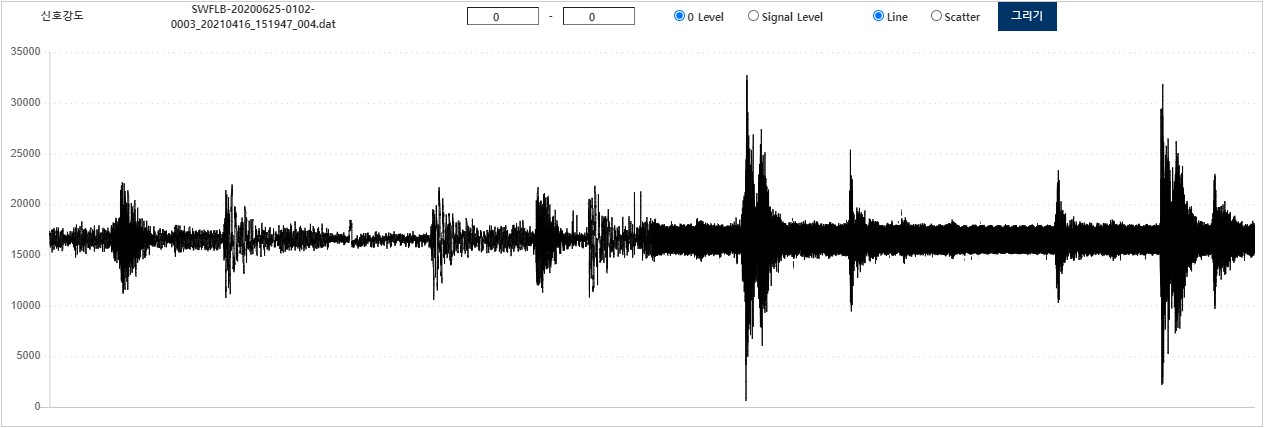 신호강도
SWFLB-20200625-0102-
0003_20210416_151947_004.dat
0 - 0
0 Level Signal Level
Line Scatter
그리기
35000
30000
25000
20000
15000
10000
5000
0